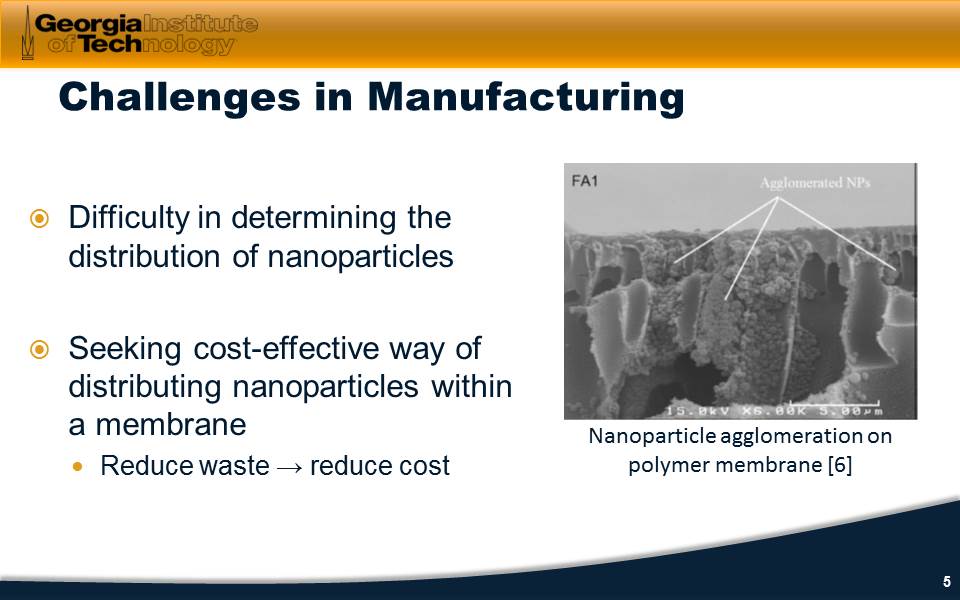 Georgia Institute
of Technology
Challenges in Manufacturing
Difficulty in determining the
distribution of nanoparticles
Seeking cost-effective way of
distributing nanoparticles within
a membrane
Reduce waste → reduce cost
FA1
Agglomerated NPs
15.0kV X6.00K 5.00µm
Nanoparticle agglomeration on
polymer membrane [6]
5